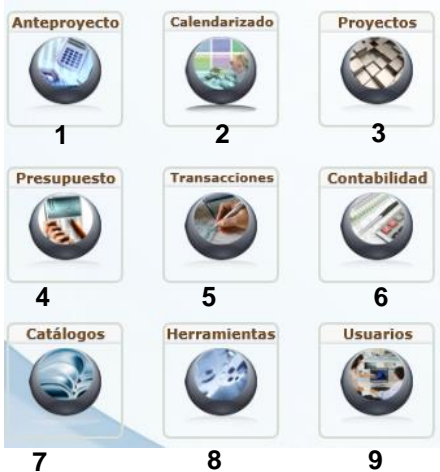 Anteproyecto Calendarizado Proyectos
1 2 3
Presupuesto Transacciones Contabilidad
4 5 6
Catálogos Herramientas Usuarios
7 8 9